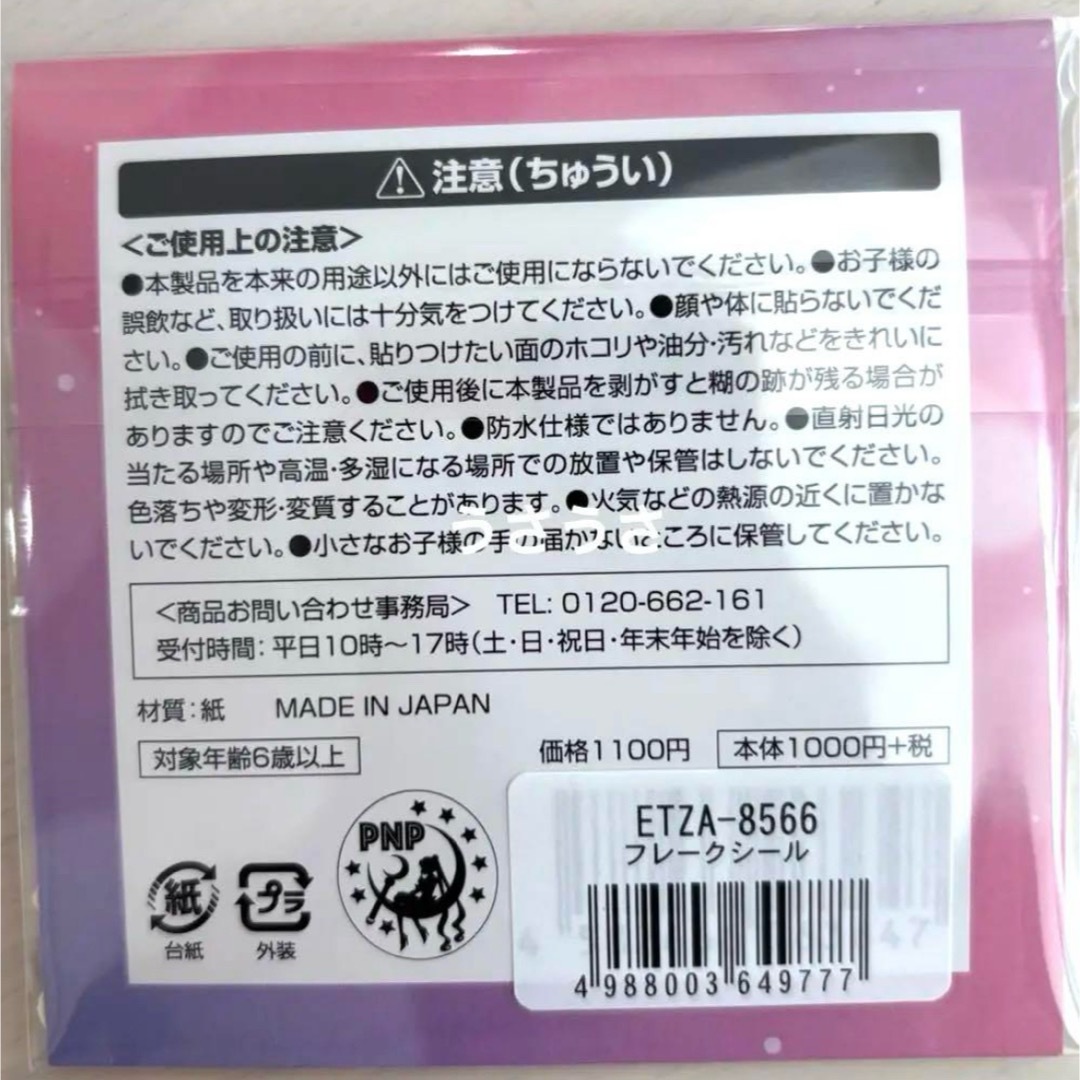 注意(ちゅうい)
<ご使用上の注意>
●本製品を本来の用途以外にはご使用にならないでください。●お子様の
誤飲など、取り扱いには十分気をつけてください。●顔や体に貼らないでくだ
さい。●ご使用の前に、貼りつけたい面のホコリや油分・汚れなどをきれいに
拭き取ってください。●ご使用後に本製品を剥がすと糊の跡が残る場合が
ありますのでご注意ください。●防水仕様ではありません。●直射日光の
当たる場所や高温・多湿になる場所での放置や保管はしないでください。
色落ちや変形・変質することがあります。●火気などの熱源の近くに置かな
いでください。●小さなお子様の手の届かないところに保管してください。
うさうさ
<商品お問い合わせ事務局> TEL: 0120-662-161
受付時間:平日10時~17時(土・日・祝日・年末年始を除く)
材質:紙 MADE IN JAPAN
対象年齢6歳以上 価格1100円 本体1000円+税
ETZA-8566
フレークシール
PNP
紙 プラ
台紙 外装
4 988003 649777